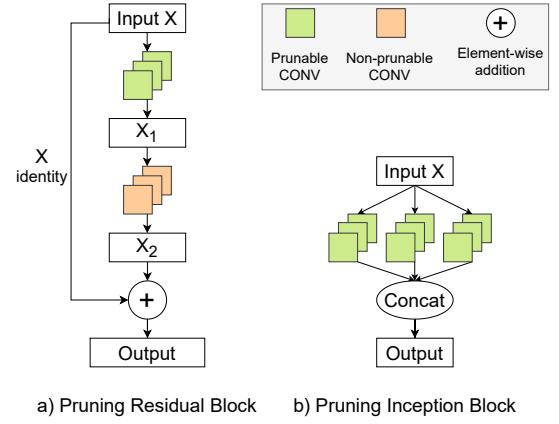 Input X
X₁
X
identity
X₂
+
Output
a) Pruning Residual Block
Prunable
CONV
Non-prunable
CONV
+
Element-wise
addition
Input X
Concat
Output
b) Pruning Inception Block